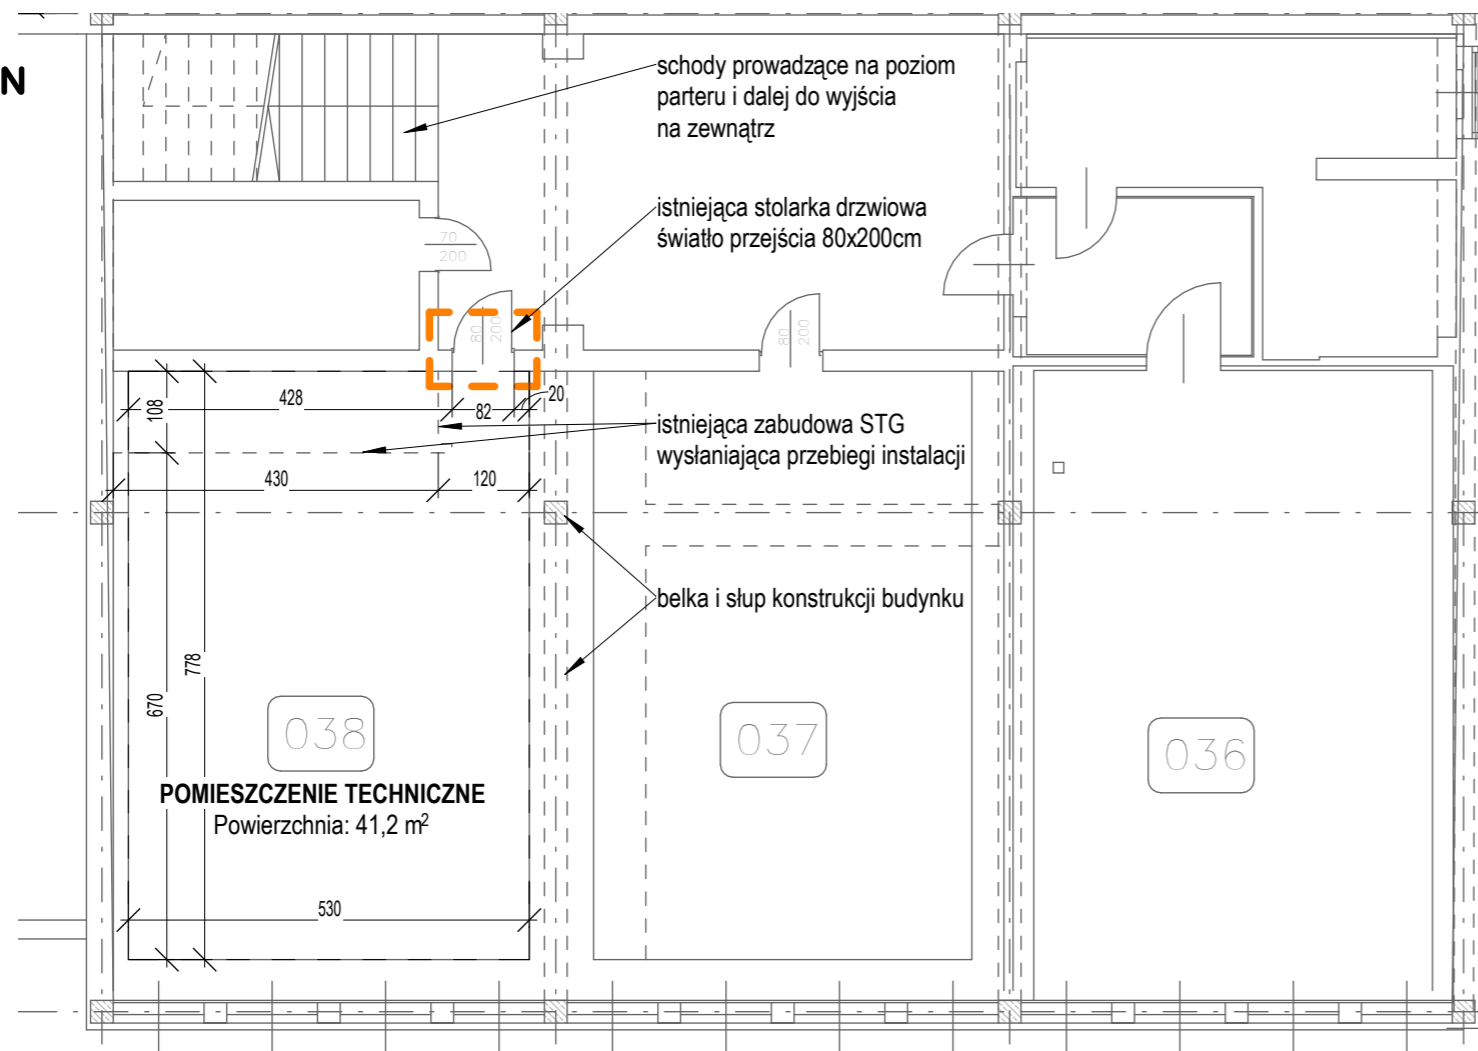 N
schody prowadzące na poziom
parteru i dalej do wyjścia
na zewnątrz
istniejąca stolarka drzwiowa
światło przejścia 80x200cm
70
200
80
200
80
200
108
428
82
20
istniejąca zabudowa STG
wysłaniająca przebiegi instalacji
430
120
belka i słup konstrukcji budynku
778
670
038
037
036
POMIESZCZENIE TECHNICZNE
Powierzchnia: 41,2 m²
530